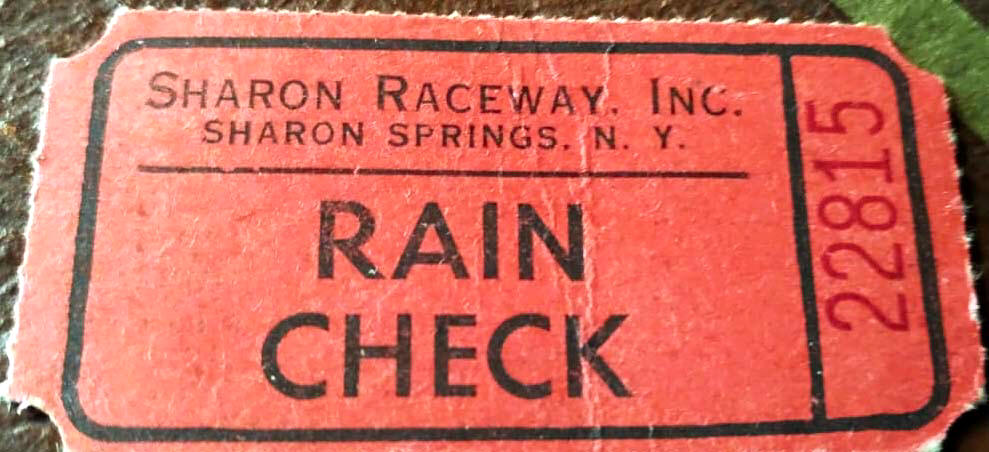 SHARON RACEWAY, INC.
SHARON SPRINGS, N. Y.
RAIN
CHECK
22815